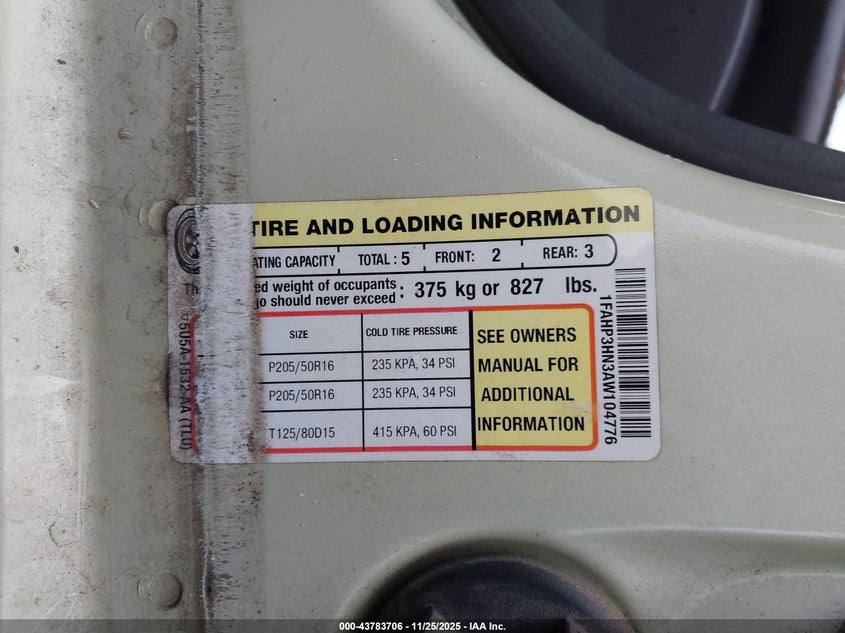 TIRE AND LOADING INFORMATION
ATING CAPACITY TOTAL : 5 FRONT: 2 REAR: 3
Th ed weight of occupants
go should never exceed : 375 kg or 827 lbs.
SIZE COLD TIRE PRESSURE
P205/50R16 235 KPA, 34 PSI
P205/50R16 235 KPA, 34 PSI
T125/80D15 415 KPA, 60 PSI
SEE OWNERS
MANUAL FOR
ADDITIONAL
INFORMATION
1FAHP3HN3AW104776
000-43783706 - 11/25/2025 - IAA Inc.